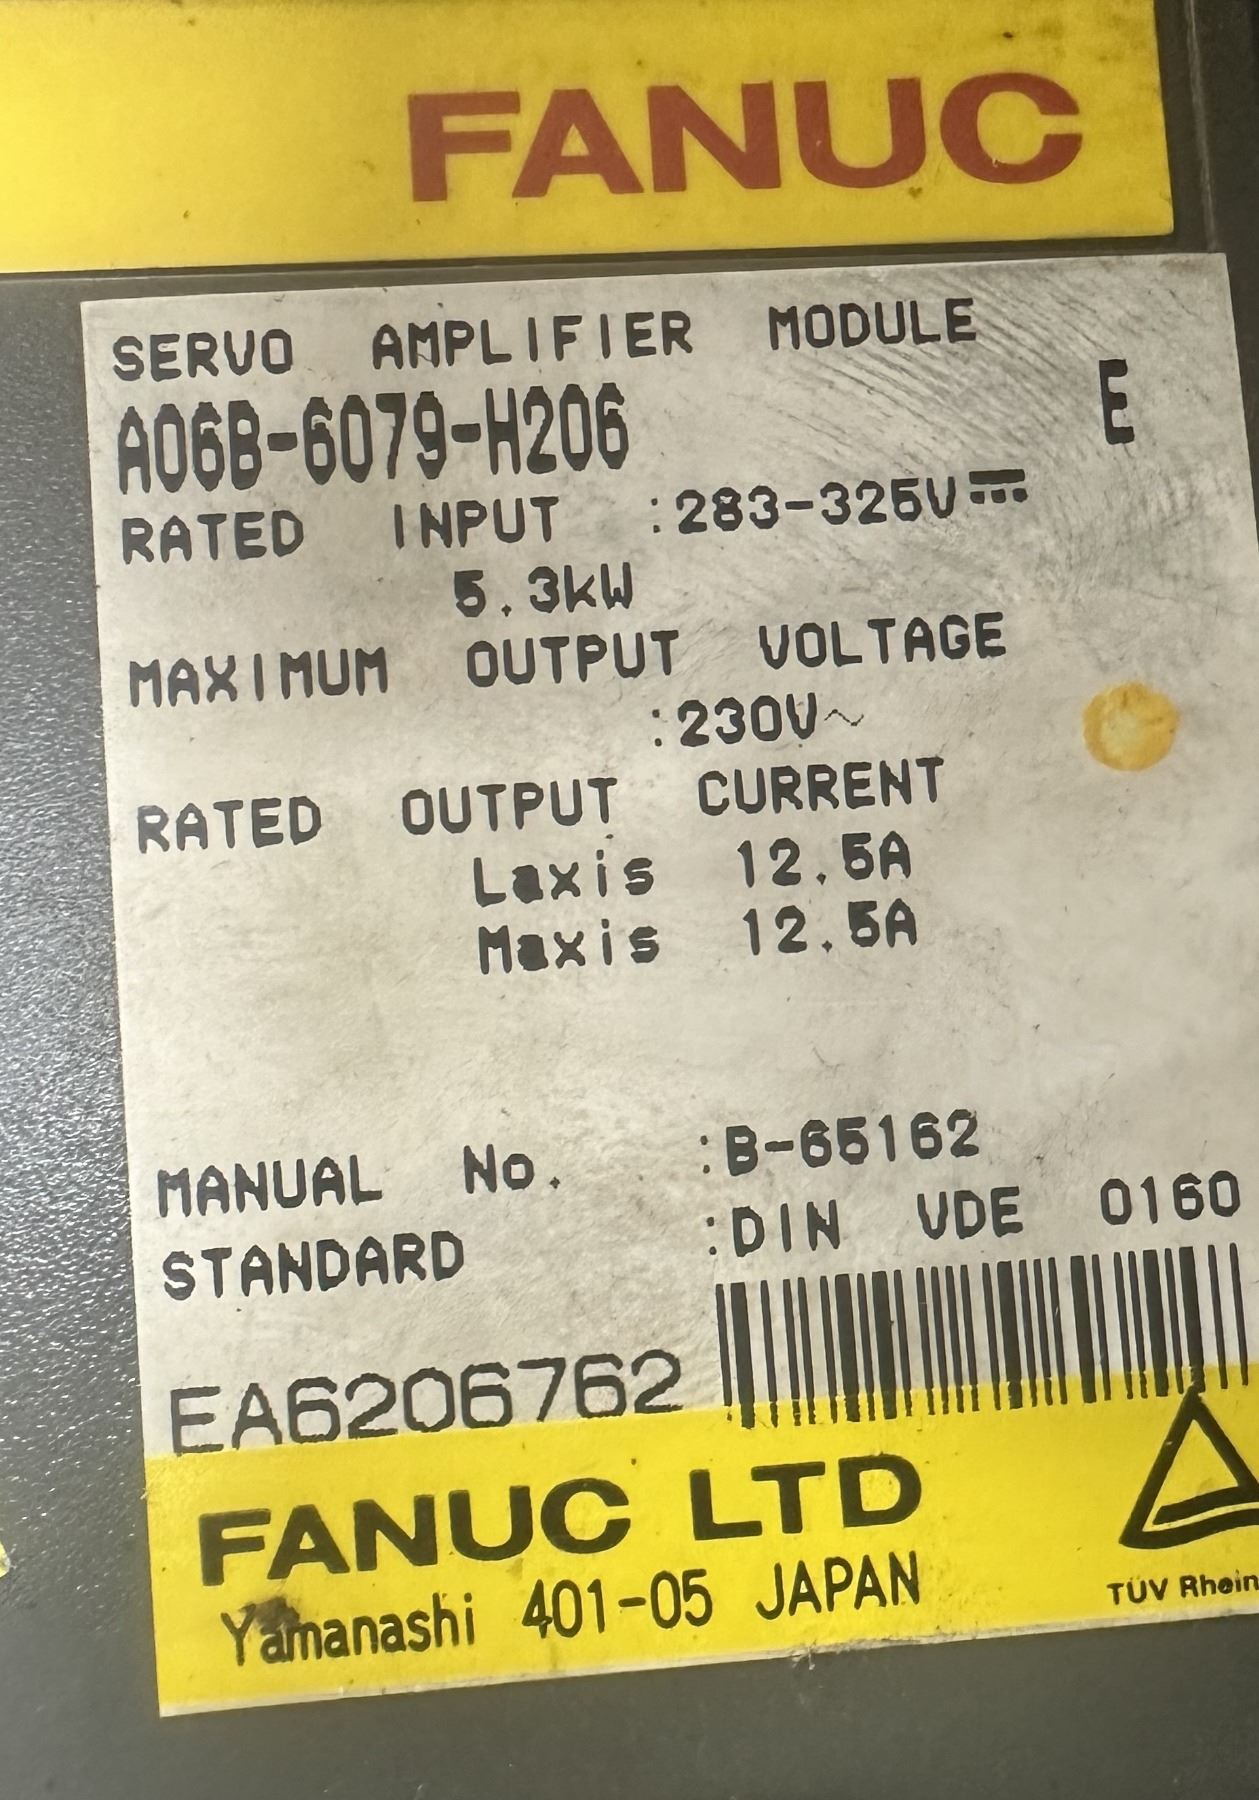 FANUC
SERVO AMPLIFIER MODULE
A06B-6079-H206 E
RATED INPUT :283-325V⎓
5.3kW
MAXIMUM OUTPUT VOLTAGE
:230V~
RATED OUTPUT CURRENT
Laxis 12.5A
Maxis 12.5A
MANUAL No. :B-65162
STANDARD :DIN VDE 0160
EA6206762
FANUC LTD
Yamanashi 401-05 JAPAN
TÜV Rhein